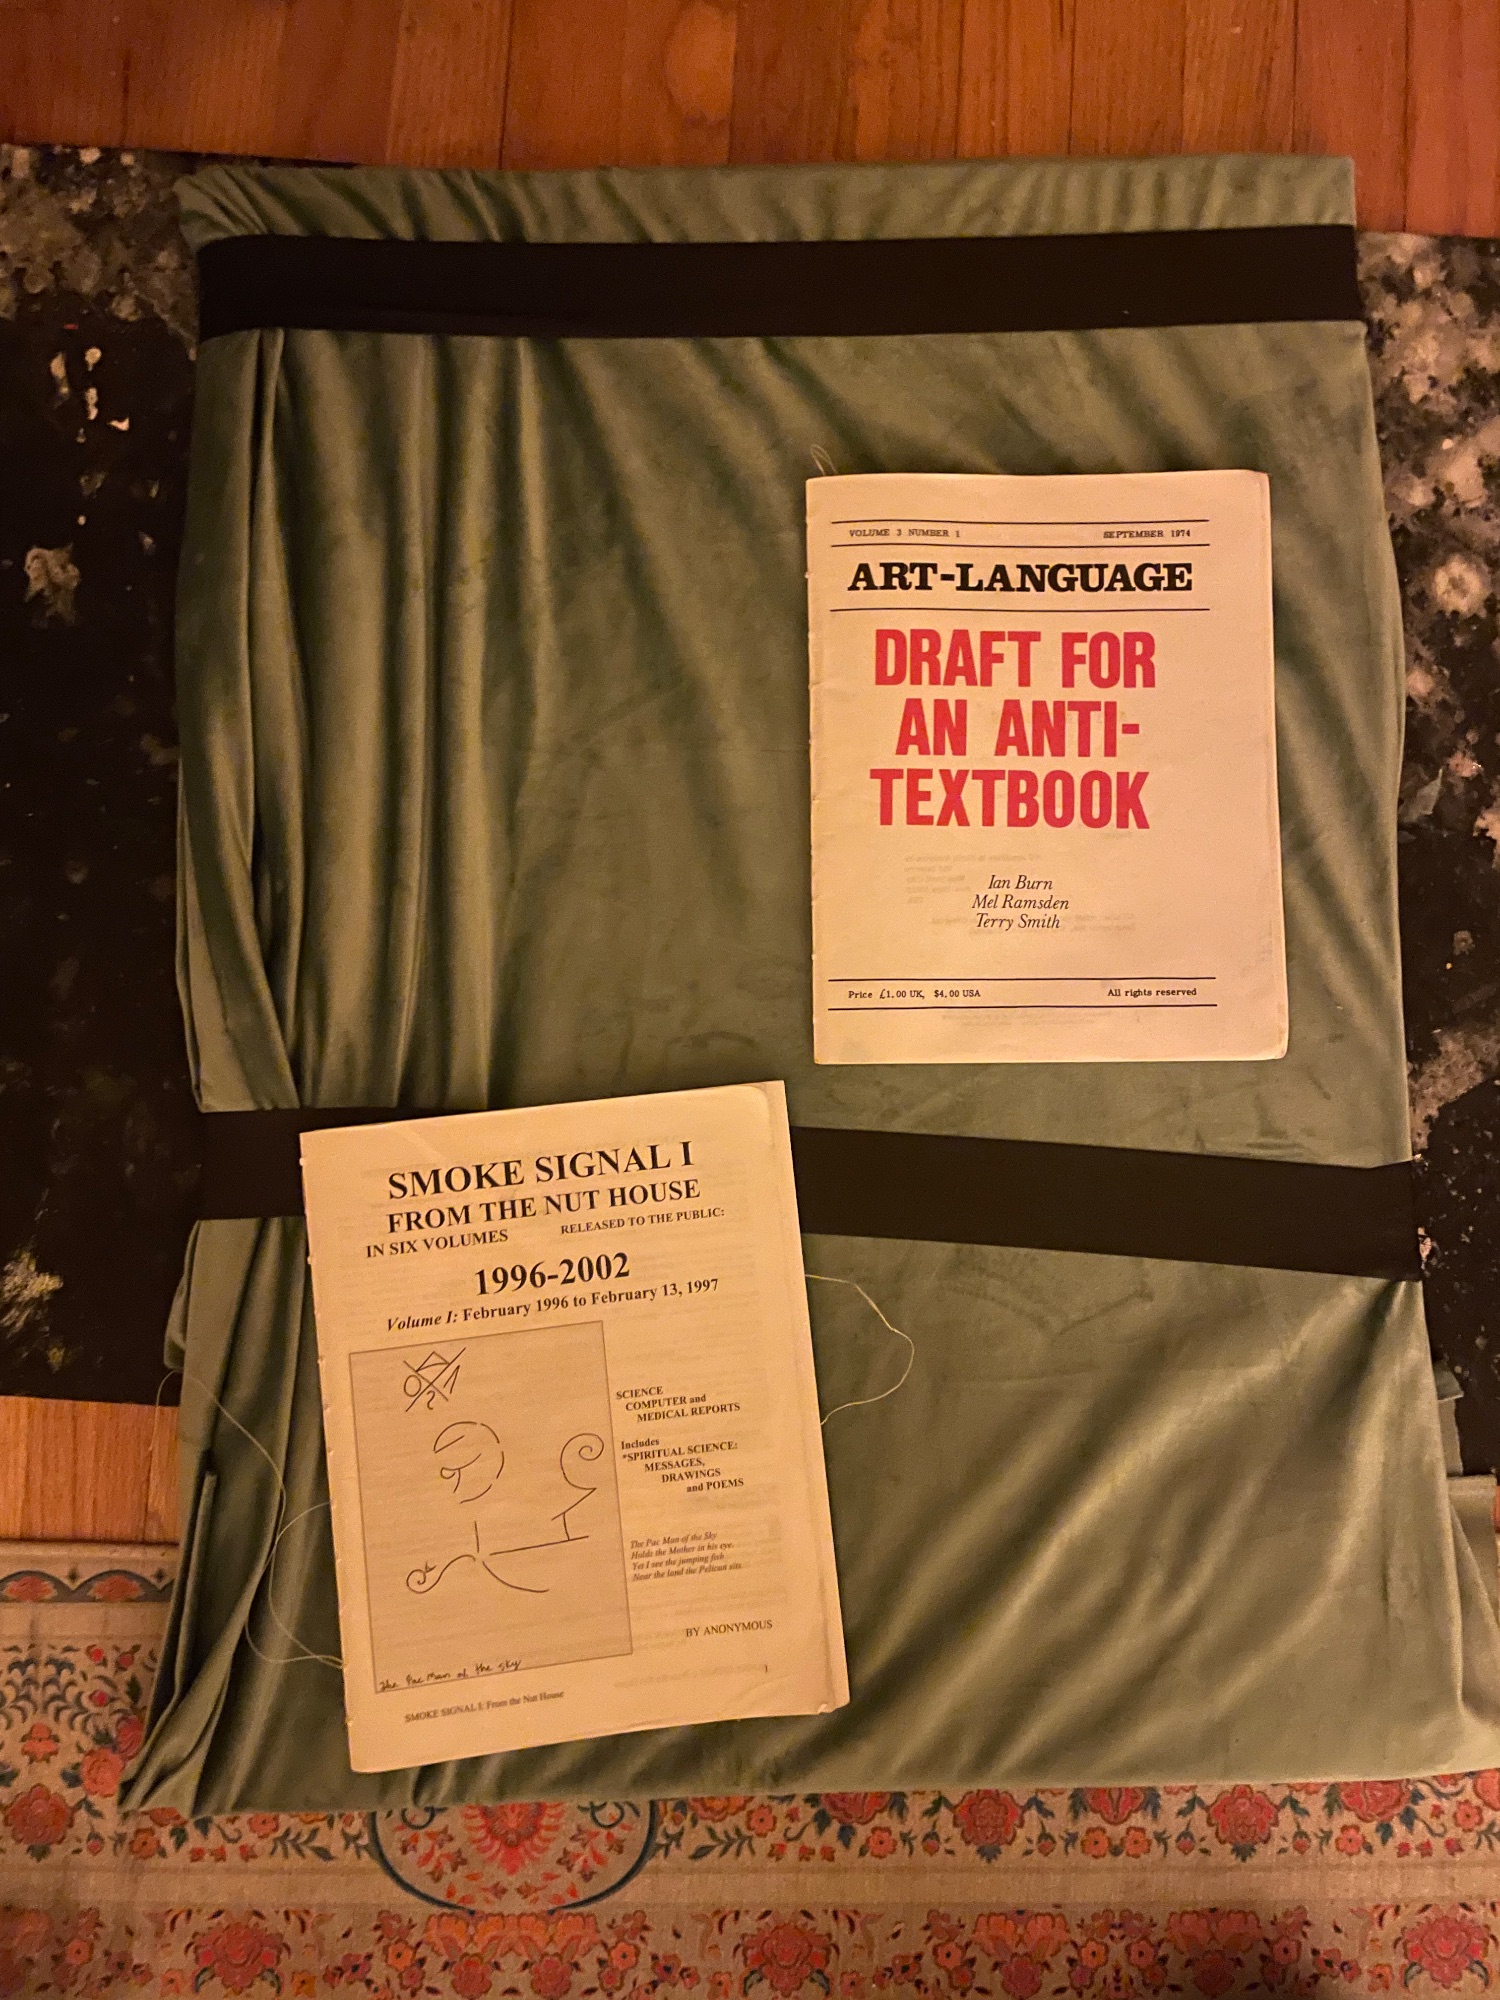 VOLUME 3 NUMBER 1 SEPTEMBER 1974
ART-LANGUAGE
DRAFT FOR
AN ANTI-
TEXTBOOK
Ian Burn
Mel Ramsden
Terry Smith
Price £1.00 UK, $4.00 USA All rights reserved
SMOKE SIGNAL I
FROM THE NUT HOUSE
IN SIX VOLUMES RELEASED TO THE PUBLIC:
1996-2002
Volume I: February 1996 to February 13, 1997
SCIENCE
COMPUTER and
MEDICAL REPORTS
Includes
*SPIRITUAL SCIENCE:
MESSAGES,
DRAWINGS
and POEMS
The Pac Man of the Sky
Holds the Mother in his eye.
Yet I see the jumping fish
Near the land the Pelican sits.
BY ANONYMOUS
the Pac Man of the sky
1
SMOKE SIGNAL I: From the Nut House